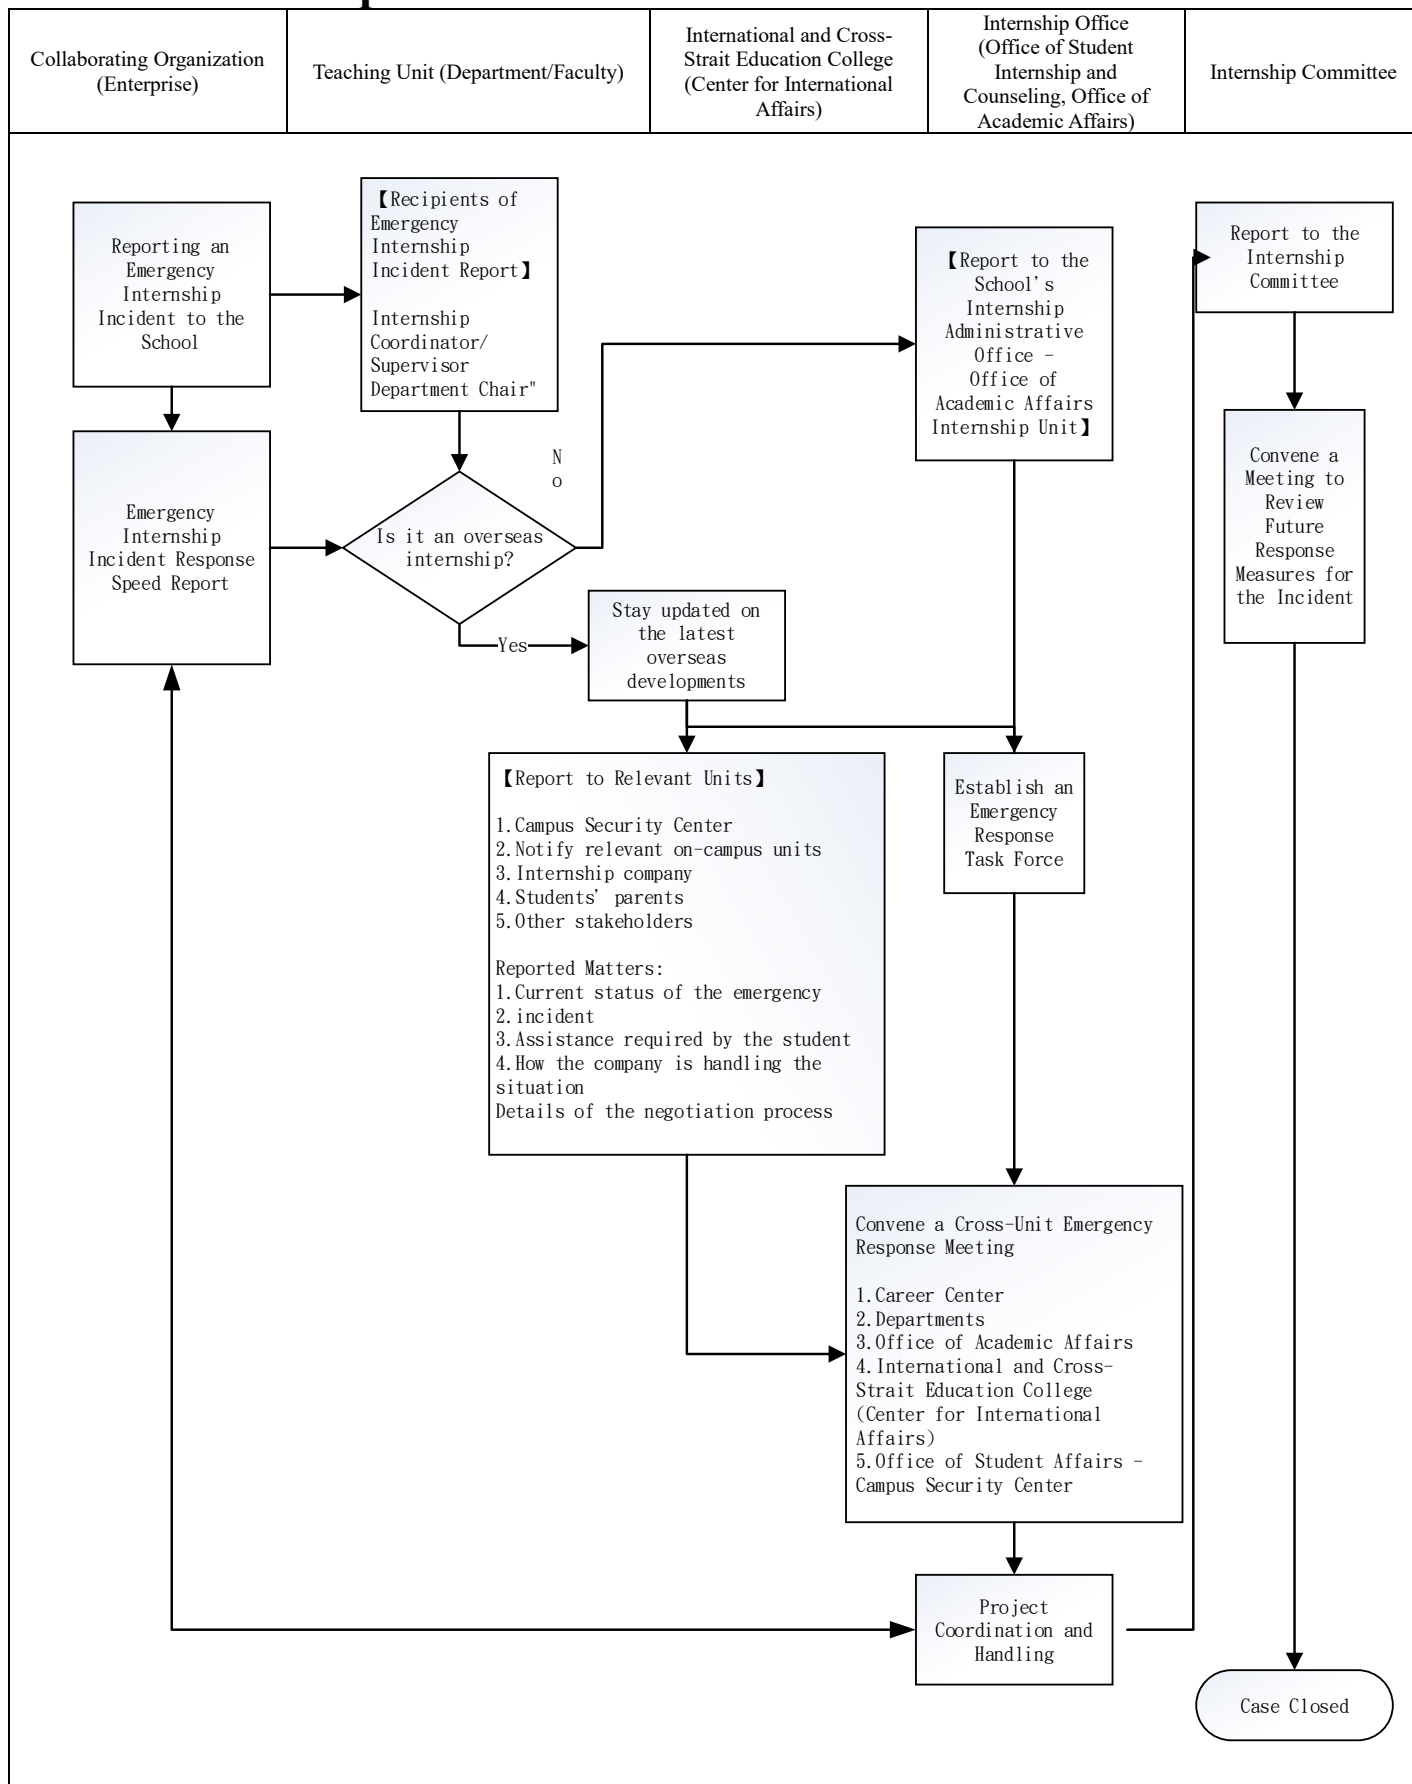 Collaborating Organization
(Enterprise)
Teaching Unit (Department/Faculty)
International and Cross-
Strait Education College
(Center for International
Affairs)
Internship Office
(Office of Student
Internship and
Counseling, Office of
Academic Affairs)
Internship Committee
Reporting an
Emergency
Internship
Incident to the
School
【Recipients of
Emergency
Internship
Incident Report】
Internship
Coordinator/
Supervisor
Department Chair"
【Report to the
School's
Internship
Administrative
Office -
Office of
Academic Affairs
Internship Unit】
Report to the
Internship
Committee
Emergency
Internship
Incident Response
Speed Report
Is it an overseas
internship?
N
o
Yes
Stay updated on
the latest
overseas
developments
Convene a
Meeting to
Review
Future
Response
Measures for
the Incident
【Report to Relevant Units】
1.Campus Security Center
2.Notify relevant on-campus units
3.Internship company
4.Students' parents
5.Other stakeholders
Reported Matters:
1.Current status of the emergency
2.incident
3.Assistance required by the student
4.How the company is handling the
situation
Details of the negotiation process
Establish an
Emergency
Response
Task Force
Convene a Cross-Unit Emergency
Response Meeting
1.Career Center
2.Departments
3.Office of Academic Affairs
4.International and Cross-
Strait Education College
(Center for International
Affairs)
5.Office of Student Affairs -
Campus Security Center
Project
Coordination and
Handling
Case Closed